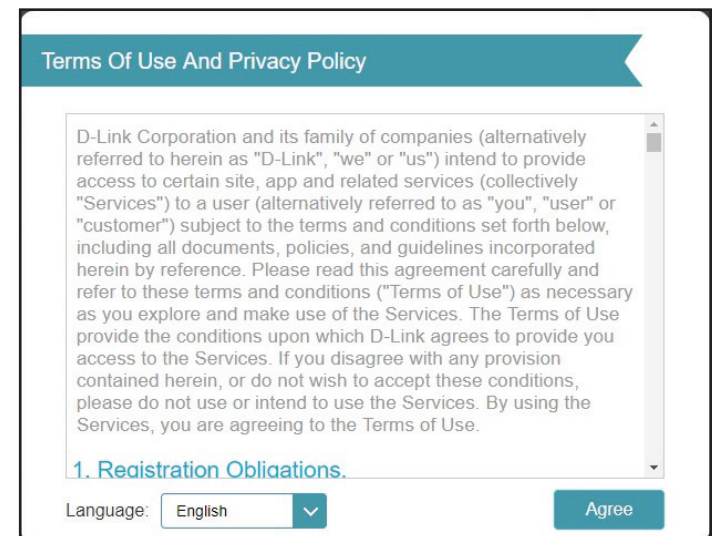 Terms Of Use And Privacy Policy
D-Link Corporation and its family of companies (alternatively
referred to herein as "D-Link", "we" or "us") intend to provide
access to certain site, app and related services (collectively
"Services") to a user (alternatively referred to as "you", "user" or
"customer") subject to the terms and conditions set forth below,
including all documents, policies, and guidelines incorporated
herein by reference. Please read this agreement carefully and
refer to these terms and conditions ("Terms of Use") as necessary
as you explore and make use of the Services. The Terms of Use
provide the conditions upon which D-Link agrees to provide you
access to the Services. If you disagree with any provision
contained herein, or do not wish to accept these conditions,
please do not use or intend to use the Services. By using the
Services, you are agreeing to the Terms of Use.
1. Registration Obligations.
Language: English Agree